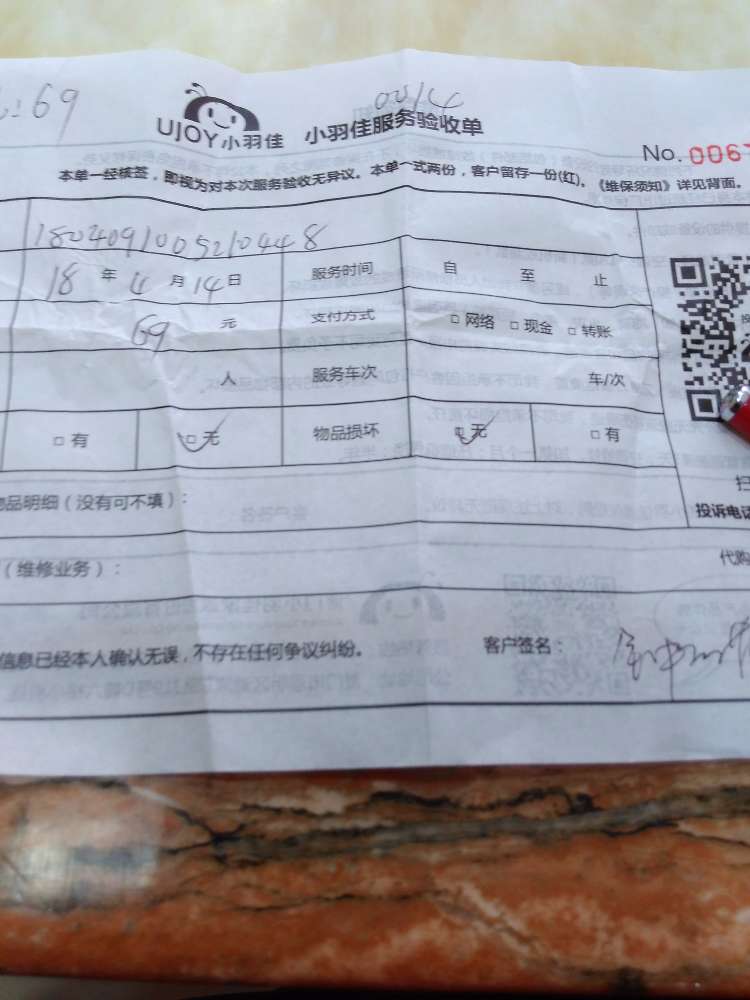 :69
0414
UJOY小羽佳 小羽佳服务验收单
No. 006
本单一经核签，即视为对本次服务验收无异议。本单一式两份，客户留存一份(红)。《维保须知》详见背面。
1804091005210448
18 年 4 月 14 日 服务时间 自 至 止
69 元 支付方式 □ 网络 □ 现金 □ 转账
人 服务车次 车/次
□ 有 □ 无 物品损坏 □ 无 □ 有
品明细（没有可不填）：
投诉电话
（维修业务）：
代购
信息已经本人确认无误，不存在任何争议纠纷。 客户签名：